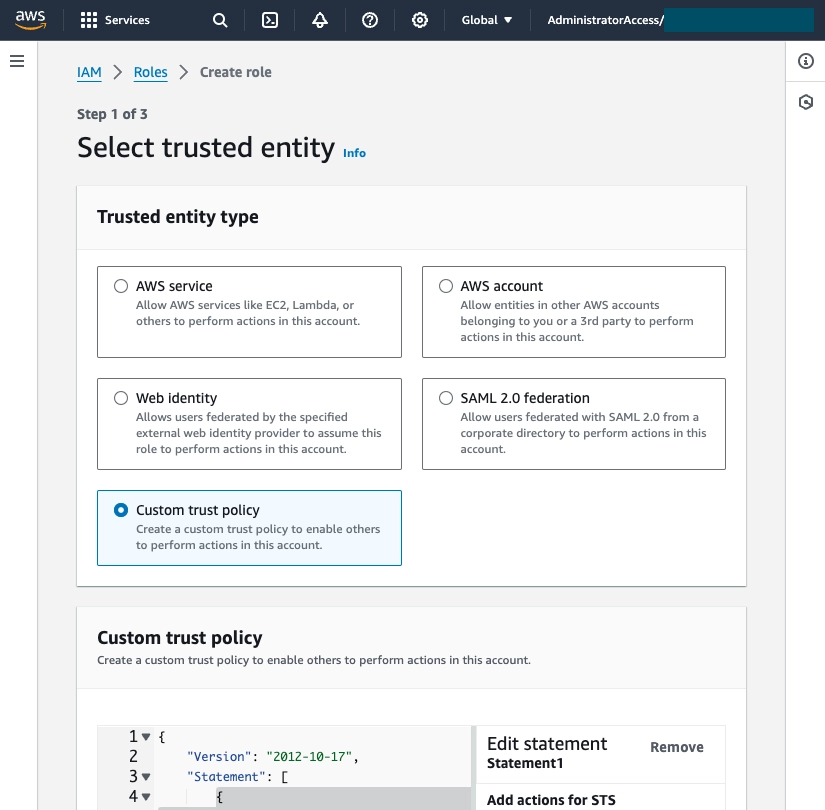 aws
Services
Global
AdministratorAccess/
IAM
Roles
Create role
Step 1 of 3
Select trusted entity Info
Trusted entity type
AWS service
Allow AWS services like EC2, Lambda, or
others to perform actions in this account.
AWS account
Allow entities in other AWS accounts
belonging to you or a 3rd party to perform
actions in this account.
Web identity
Allows users federated by the specified
external web identity provider to assume this
role to perform actions in this account.
SAML 2.0 federation
Allow users federated with SAML 2.0 from a
corporate directory to perform actions in this
account.
Custom trust policy
Create a custom trust policy to enable others
to perform actions in this account.
Custom trust policy
Create a custom trust policy to enable others to perform actions in this account.
1 {
2 "Version": "2012-10-17",
3 "Statement": [
4 {
Edit statement
Remove
Statement1
Add actions for STS